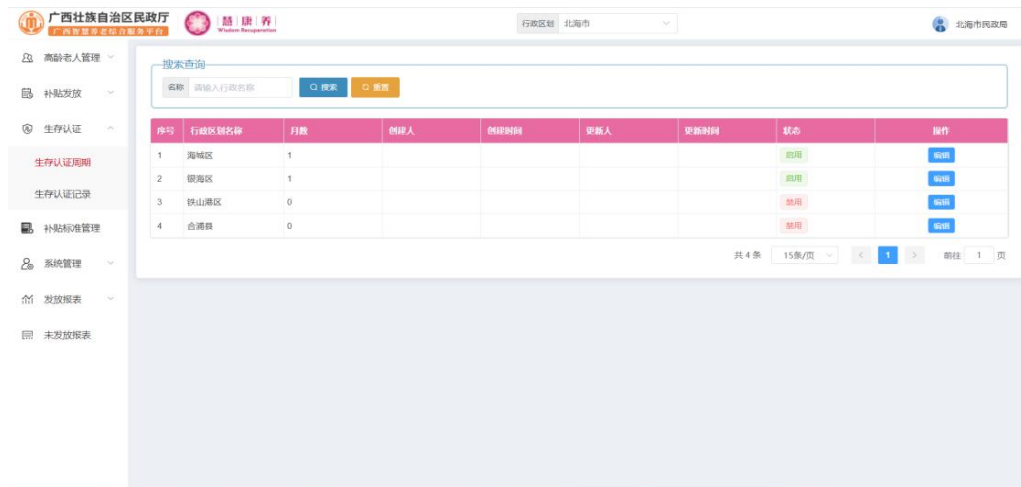 广西壮族自治区民政厅
广西智慧养老综合服务平台
慧康养
Wisdom Recuperation
行政区划 北海市
北海市民政局
高龄老人管理
补贴发放
生存认证
生存认证周期
生存认证记录
补贴标准管理
系统管理
发放报表
未发放报表
搜索查询
名称 请输入行政名称 搜索 重置
序号 行政区划名称 月数 创建人 创建时间 更新人 更新时间 状态 操作
1 海城区 1 启用 编辑
2 银海区 1 启用 编辑
3 铁山港区 0 禁用 编辑
4 合浦县 0 禁用 编辑
共 4 条 15条/页 < 1 > 前往 1 页